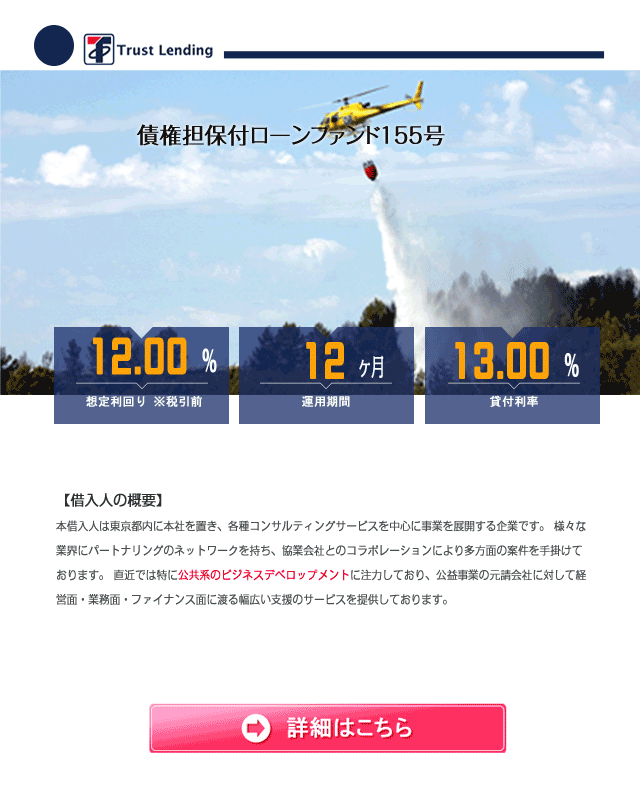 Trust Lending
債権担保付ローンファンド155号
12.00 %
想定利回り ※税引前
12 ヶ月
運用期間
13.00 %
貸付利率
【借入人の概要】
本借入人は東京都内に本社を置き、各種コンサルティングサービスを中心に事業を展開する企業です。 様々な
業界にパートナリングのネットワークを持ち、協業会社とのコラボレーションにより多方面の案件を手掛けて
おります。 直近では特に公共系のビジネスデベロップメントに注力しており、公益事業の元請会社に対して経
営面・業務面・ファイナンス面に渡る幅広い支援のサービスを提供しております。
詳細はこちら